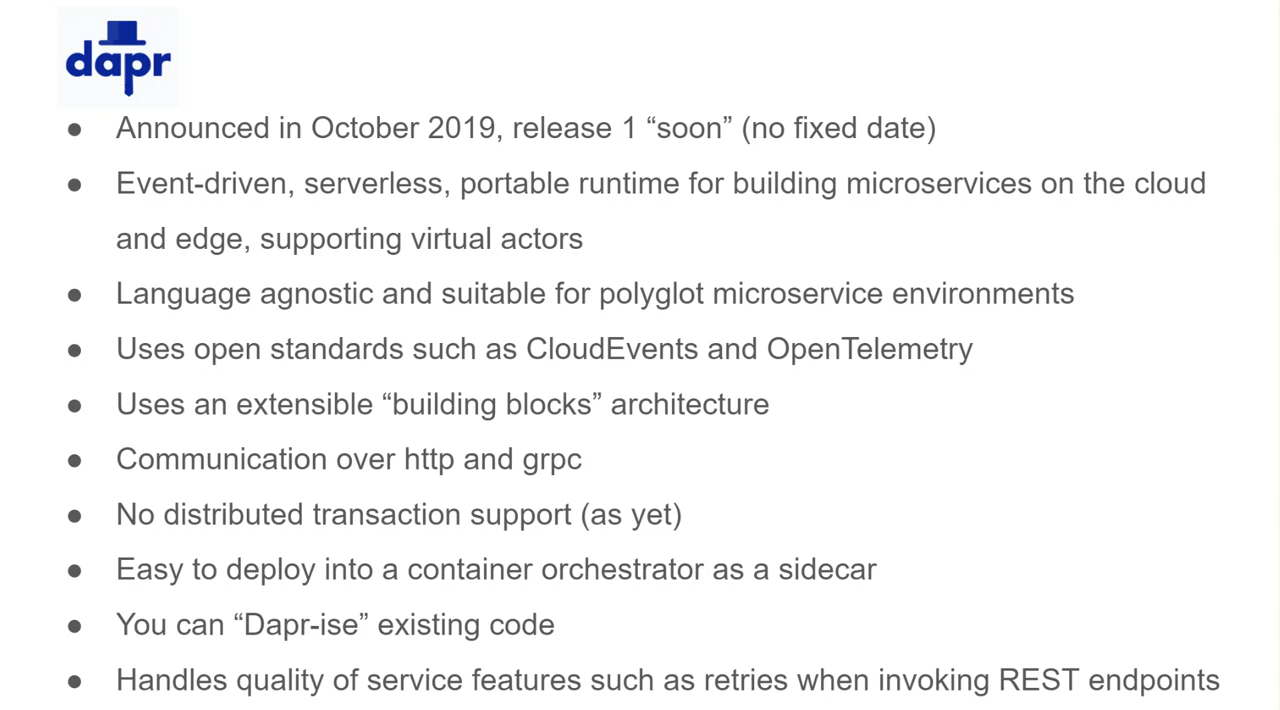 dapr
● Announced in October 2019, release 1 “soon” (no fixed date)
● Event-driven, serverless, portable runtime for building microservices on the cloud
and edge, supporting virtual actors
● Language agnostic and suitable for polyglot microservice environments
● Uses open standards such as CloudEvents and OpenTelemetry
● Uses an extensible “building blocks” architecture
● Communication over http and grpc
● No distributed transaction support (as yet)
● Easy to deploy into a container orchestrator as a sidecar
● You can “Dapr-ise” existing code
● Handles quality of service features such as retries when invoking REST endpoints